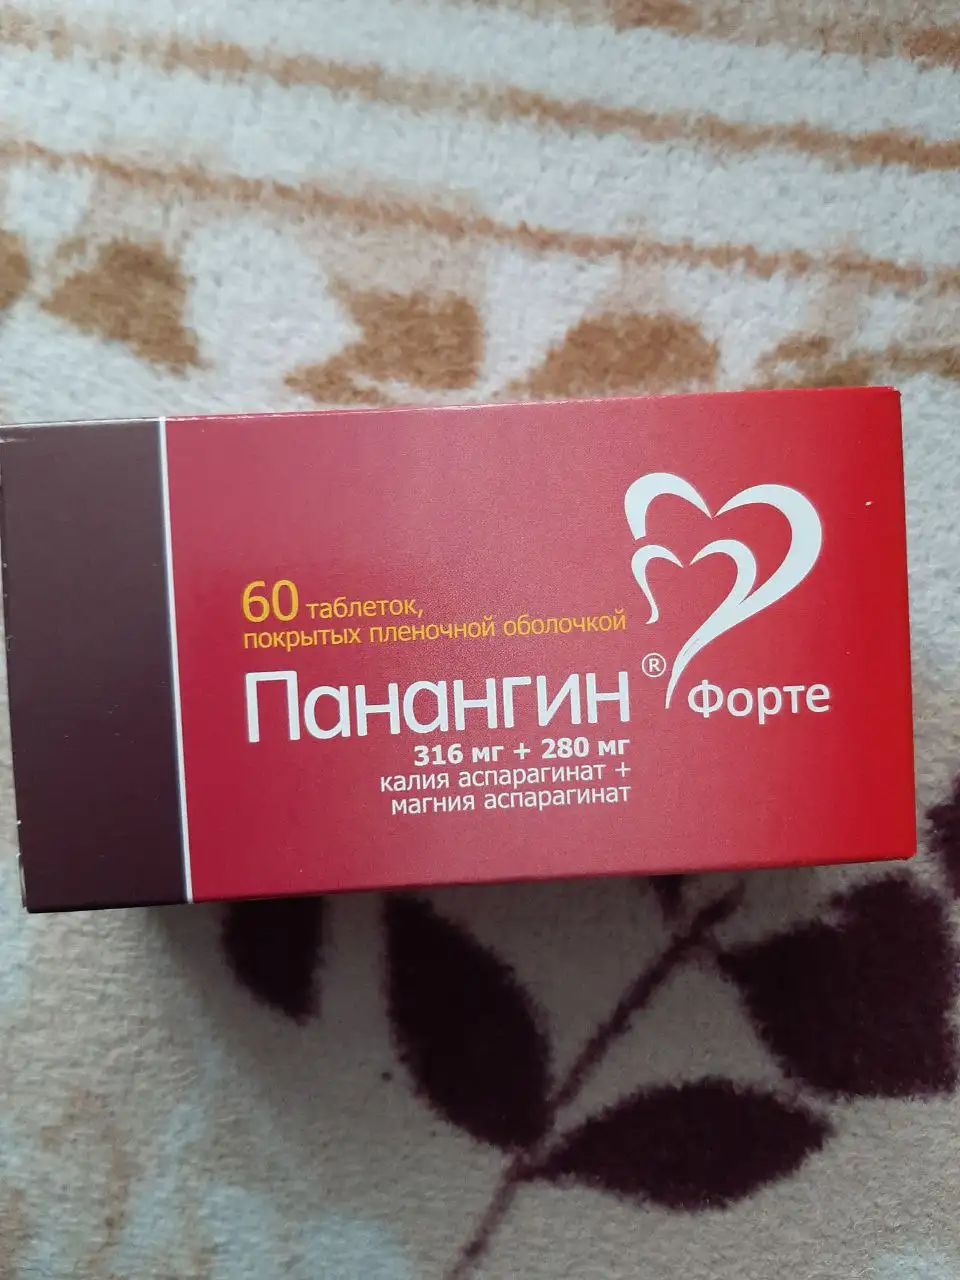 60 таблеток,
покрытых пленочной оболочкой
Панангин® Форте
316 мг + 280 мг
калия аспарагинат +
магния аспарагинат